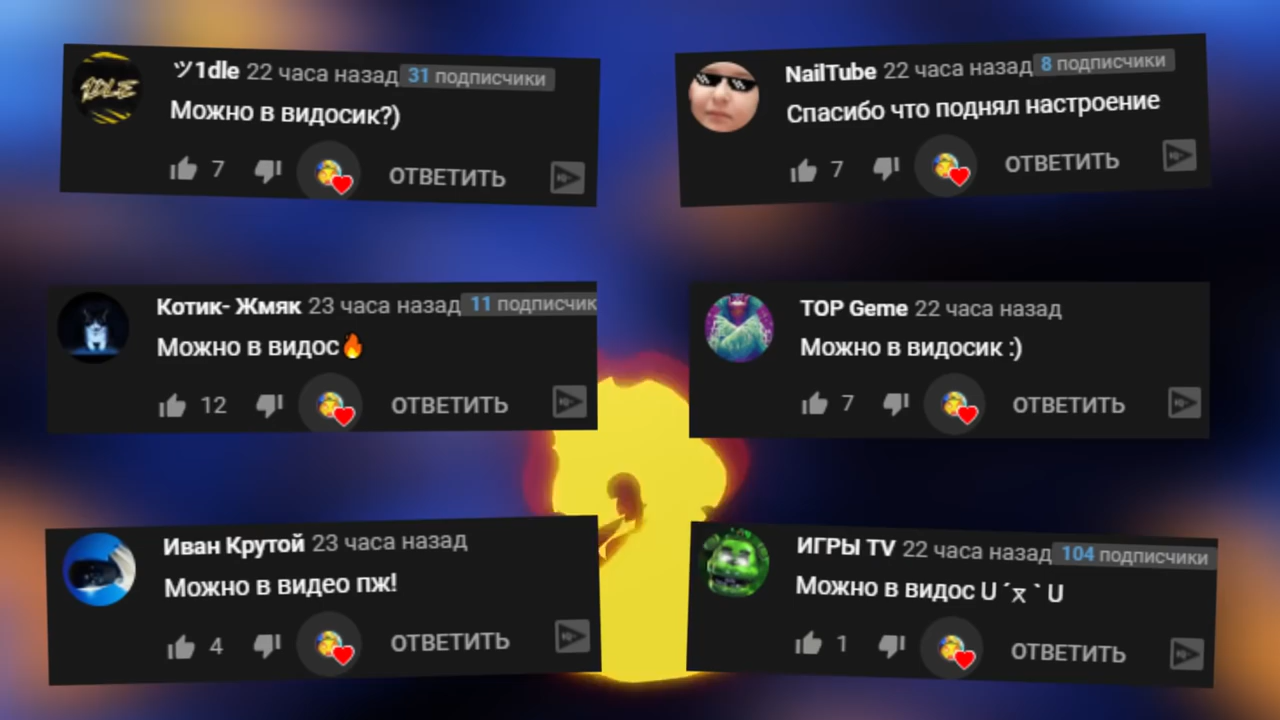 ツ1dle 22 часа назад 31 подписчики
Можно в видосик?)
7 ОТВЕТИТЬ
NailTube 22 часа назад 8 подписчики
Спасибо что поднял настроение
7 ОТВЕТИТЬ
Котик- Жмяк 23 часа назад 11 подписчик
Можно в видос🔥
12 ОТВЕТИТЬ
TOP Geme 22 часа назад
Можно в видосик :)
7 ОТВЕТИТЬ
Иван Крутой 23 часа назад
Можно в видео пж!
4 ОТВЕТИТЬ
ИГРЫ TV 22 часа назад 104 подписчики
Можно в видос U ´x ` U
1 ОТВЕТИТЬ